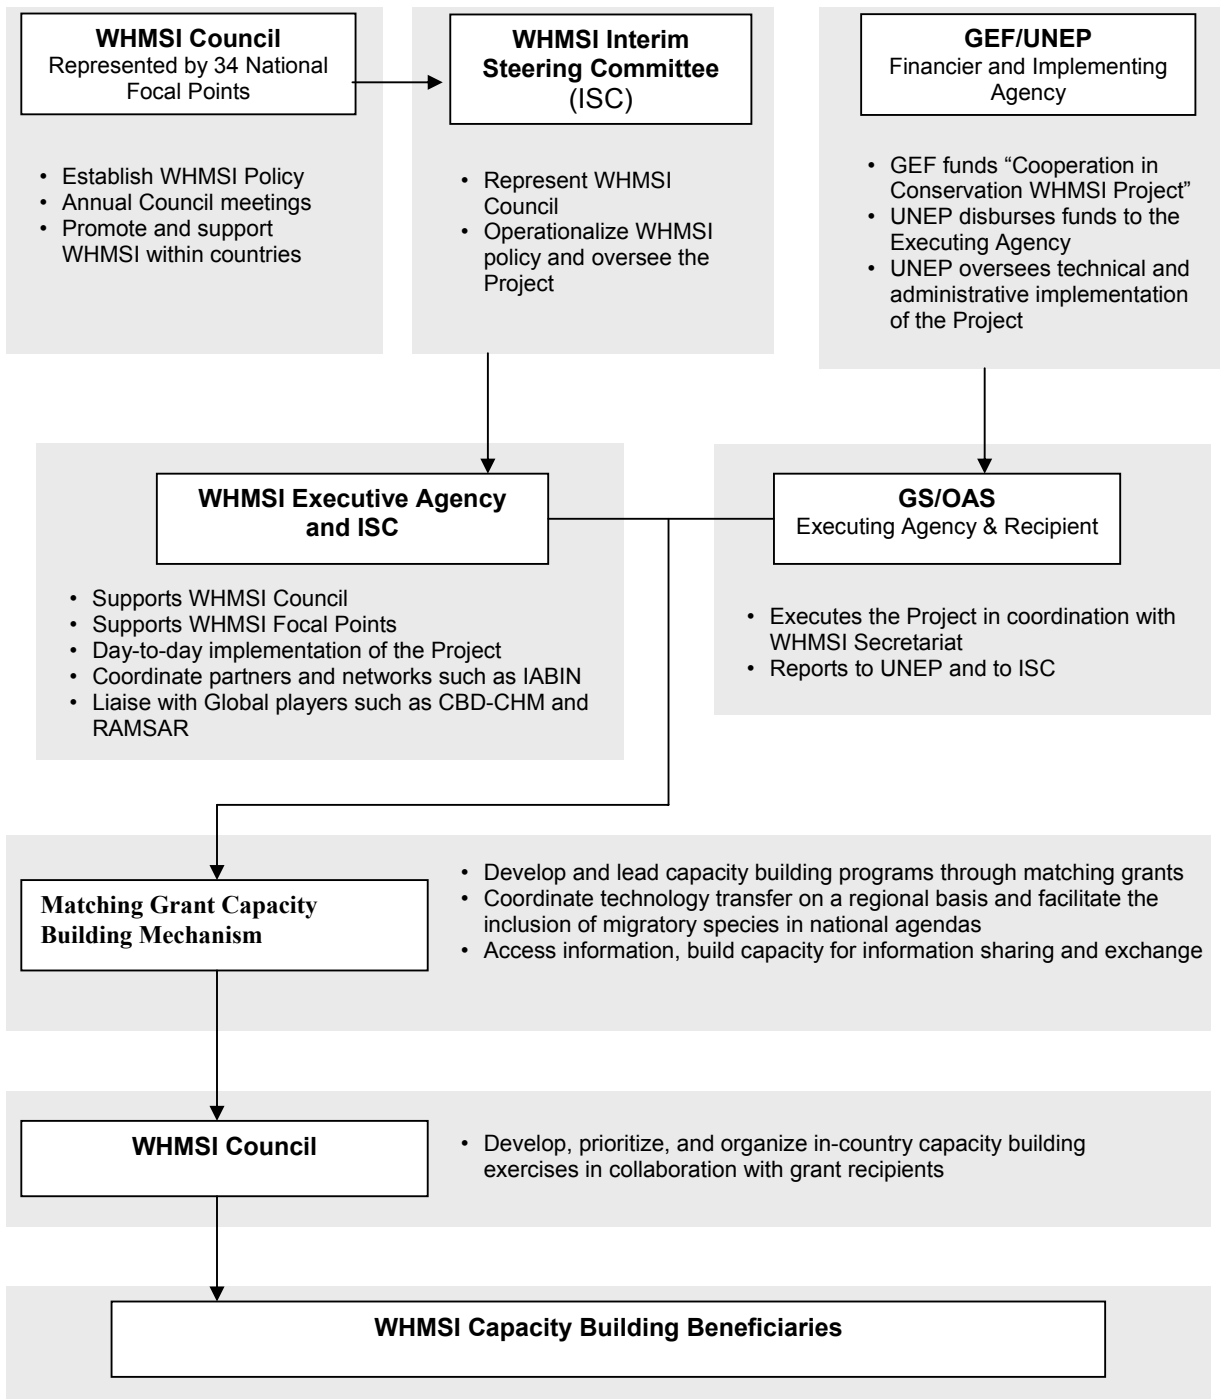 WHMSI Council
Represented by 34 National
Focal Points
• Establish WHMSI Policy
• Annual Council meetings
• Promote and support
WHMSI within countries
WHMSI Interim
Steering Committee
(ISC)
• Represent WHMSI
Council
• Operationalize WHMSI
policy and oversee the
Project
GEF/UNEP
Financier and Implementing
Agency
• GEF funds “Cooperation in
Conservation WHMSI Project”
• UNEP disburses funds to the
Executing Agency
• UNEP oversees technical and
administrative implementation
of the Project
WHMSI Executive Agency
and ISC
• Supports WHMSI Council
• Supports WHMSI Focal Points
• Day-to-day implementation of the Project
• Coordinate partners and networks such as IABIN
• Liaise with Global players such as CBD-CHM and
RAMSAR
GS/OAS
Executing Agency & Recipient
• Executes the Project in coordination with
WHMSI Secretariat
• Reports to UNEP and to ISC
Matching Grant Capacity
Building Mechanism
• Develop and lead capacity building programs through matching grants
• Coordinate technology transfer on a regional basis and facilitate the
inclusion of migratory species in national agendas
• Access information, build capacity for information sharing and exchange
WHMSI Council
• Develop, prioritize, and organize in-country capacity building
exercises in collaboration with grant recipients
WHMSI Capacity Building Beneficiaries